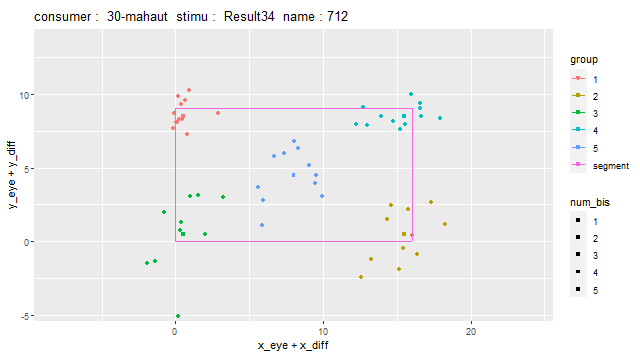 consumer :  30-mahaut  stimu :  Result34  name : 712
10
5
0
-5
y_eye + y_diff
0
10
20
x_eye + x_diff
group
1
2
3
4
5
segment
num_bis
1
2
3
4
5